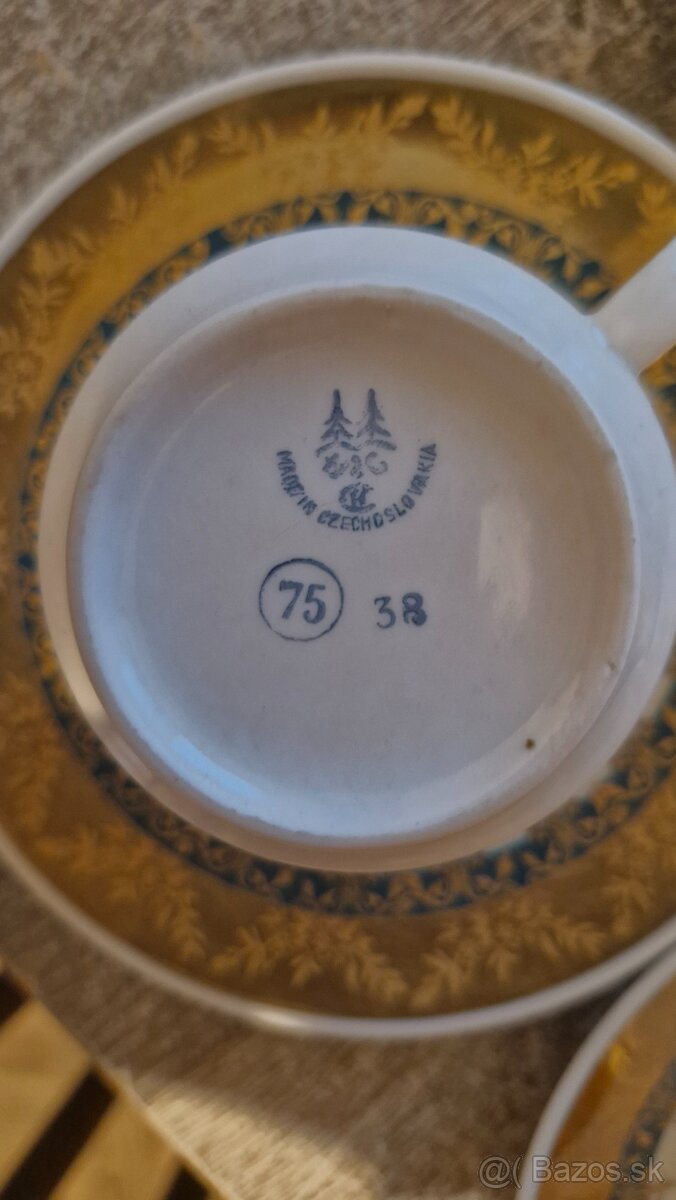 MADE IN CZECHOSLOVAKIA
75 38
@( Bazos.sk